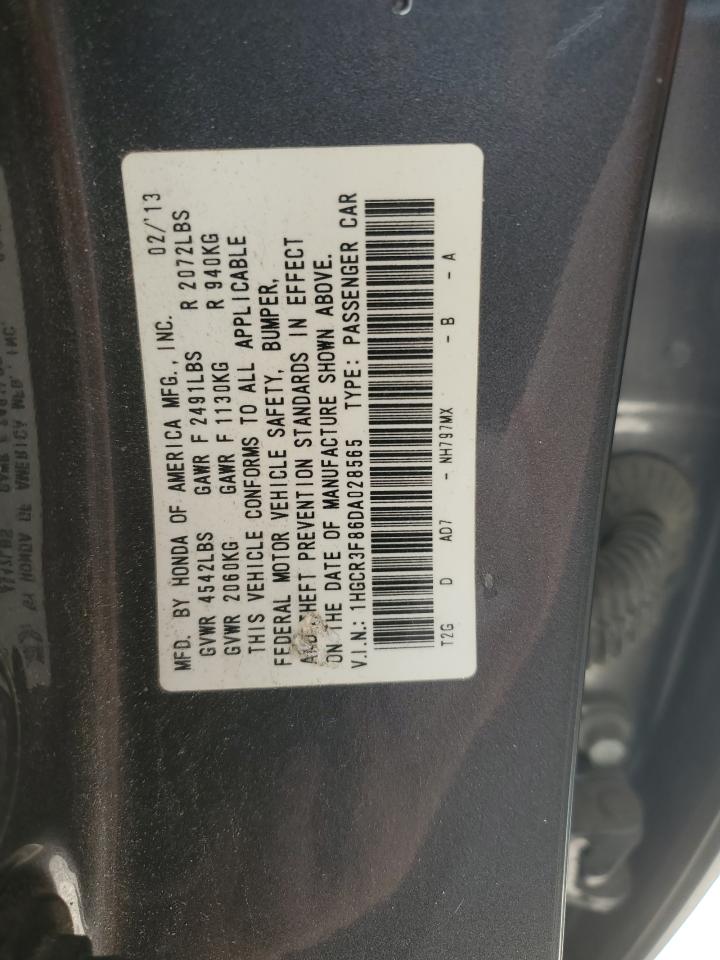 MFD. BY HONDA OF AMERICA MFG., INC. 02/'13
GVWR 4542LBS GAWR F 2491LBS R 2072LBS
GVWR 2060KG GAWR F 1130KG R 940KG
THIS VEHICLE CONFORMS TO ALL APPLICABLE
FEDERAL MOTOR VEHICLE SAFETY, BUMPER,
AND THEFT PREVENTION STANDARDS IN EFFECT
ON THE DATE OF MANUFACTURE SHOWN ABOVE.
V.I.N.: 1HGCR3F86DA028565 TYPE: PASSENGER CAR
T2G D AD7 - NH797MX - B - A